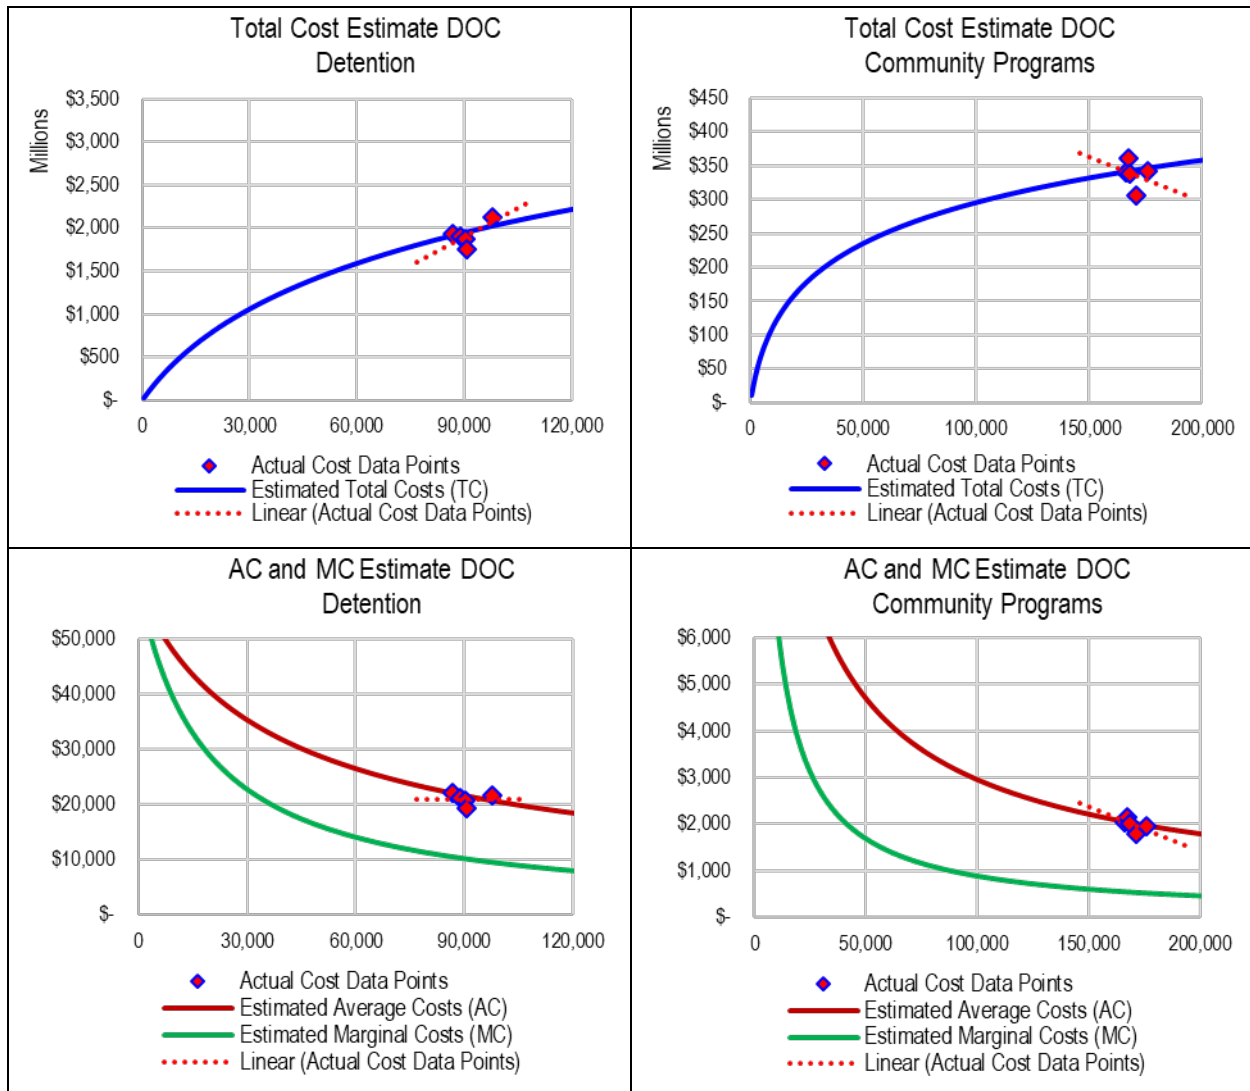 Total Cost Estimate DOC
Detention
Millions
$3,500
$3,000
$2,500
$2,000
$1,500
$1,000
$500
$-
0 30,000 60,000 90,000 120,000
Actual Cost Data Points
Estimated Total Costs (TC)
Linear (Actual Cost Data Points)
Total Cost Estimate DOC
Community Programs
Millions
$450
$400
$350
$300
$250
$200
$150
$100
$50
$-
0 50,000 100,000 150,000 200,000
Actual Cost Data Points
Estimated Total Costs (TC)
Linear (Actual Cost Data Points)
AC and MC Estimate DOC
Detention
$50,000
$40,000
$30,000
$20,000
$10,000
$-
0 30,000 60,000 90,000 120,000
Actual Cost Data Points
Estimated Average Costs (AC)
Estimated Marginal Costs (MC)
Linear (Actual Cost Data Points)
AC and MC Estimate DOC
Community Programs
$6,000
$5,000
$4,000
$3,000
$2,000
$1,000
$-
0 50,000 100,000 150,000 200,000
Actual Cost Data Points
Estimated Average Costs (AC)
Estimated Marginal Costs (MC)
Linear (Actual Cost Data Points)